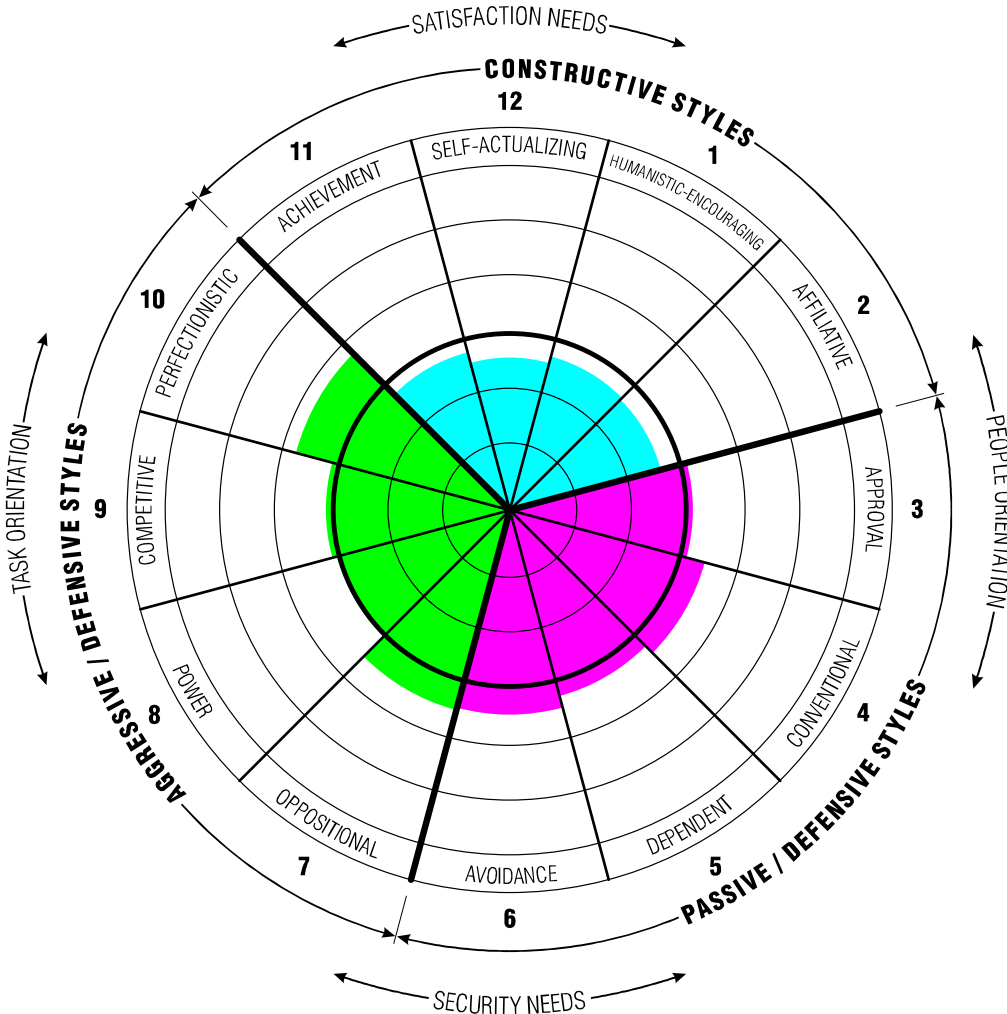 SATISFACTION NEEDS
CONSTRUCTIVE STYLES
12
SELF-ACTUALIZING
1
HUMANISTIC-ENCOURAGING
2
AFFILIATIVE
PEOPLE ORIENTATION
3
APPROVAL
4
CONVENTIONAL
PASSIVE / DEFENSIVE STYLES
5
DEPENDENT
6
AVOIDANCE
SECURITY NEEDS
7
OPPOSITIONAL
8
POWER
AGGRESSIVE / DEFENSIVE STYLES
TASK ORIENTATION
9
COMPETITIVE
10
PERFECTIONISTIC
11
ACHIEVEMENT